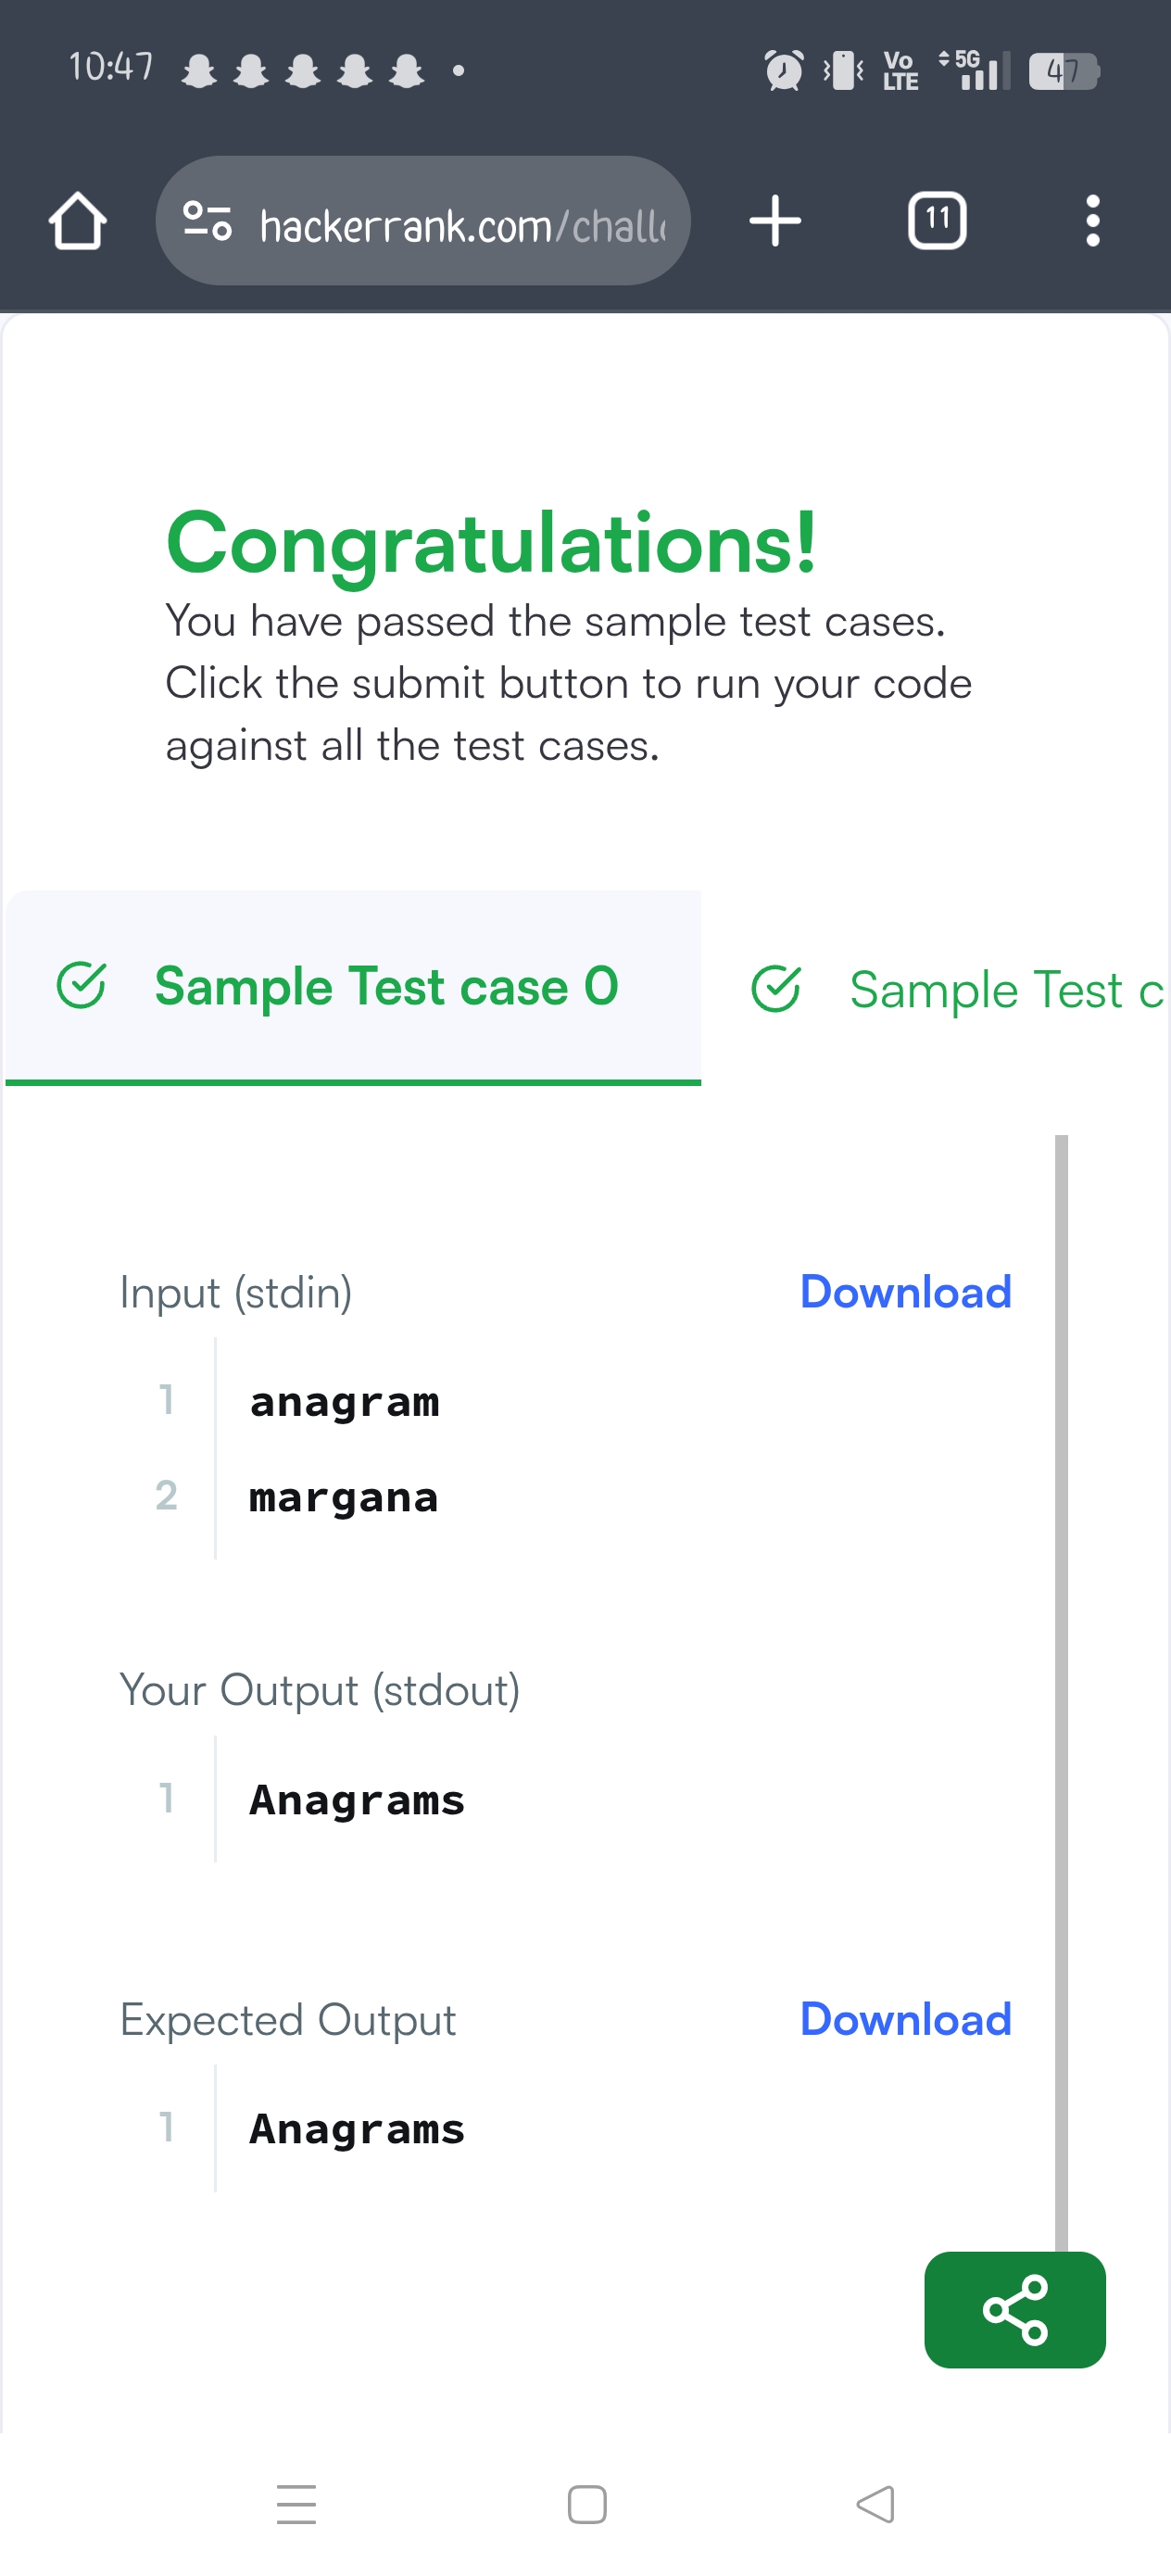 10:47
Vo LTE 5G 47
hackerrank.com/chall
11
Congratulations!
You have passed the sample test cases.
Click the submit button to run your code
against all the test cases.
Sample Test case 0 Sample Test c
Input (stdin) Download
1 anagram
2 margana
Your Output (stdout)
1 Anagrams
Expected Output Download
1 Anagrams